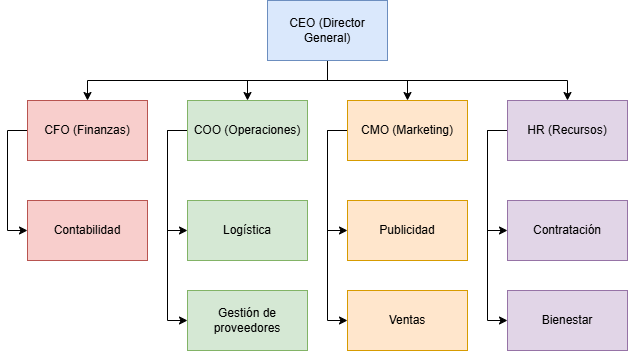 CEO (Director
General)
CFO (Finanzas)
COO (Operaciones)
CMO (Marketing)
HR (Recursos)
Contabilidad
Logística
Publicidad
Contratación
Gestión de
proveedores
Ventas
Bienestar